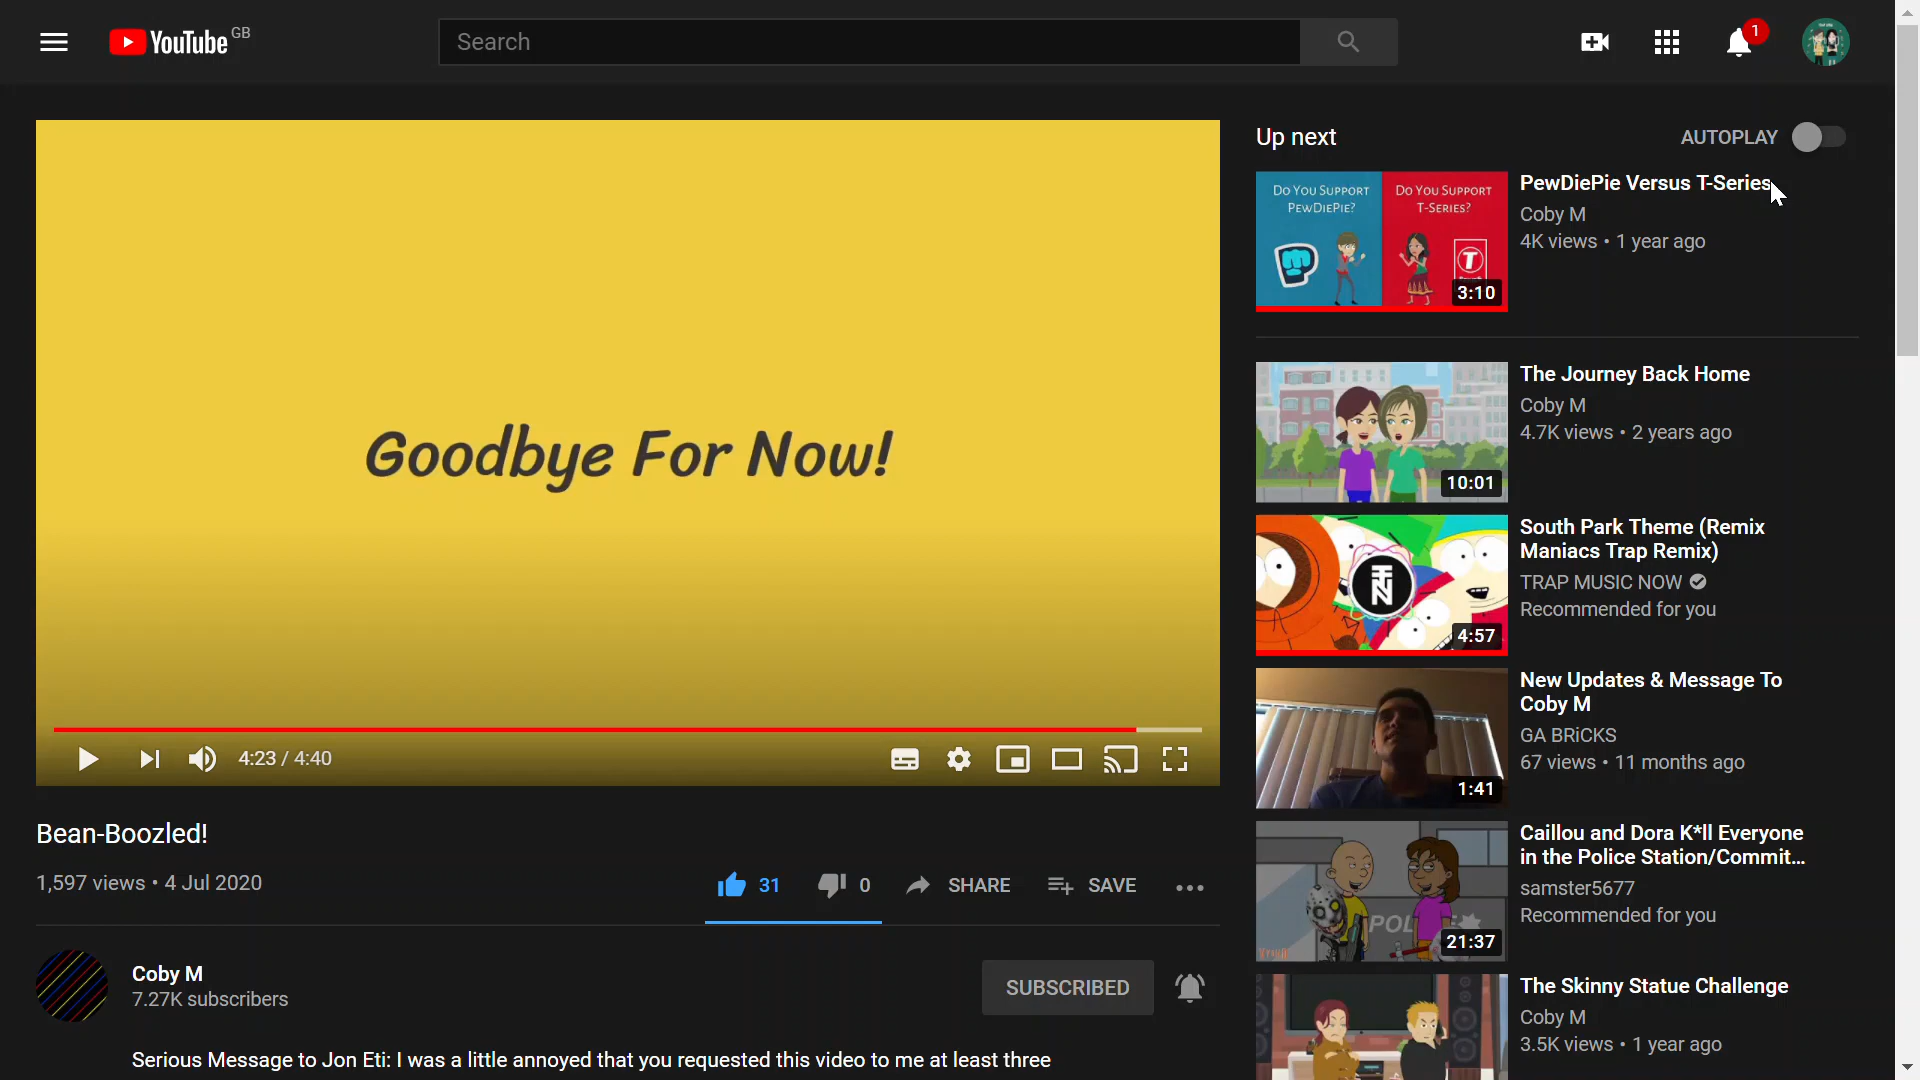 YouTube GB
Search
1
Goodbye For Now!
4:23 / 4:40
Bean-Boozled!
1,597 views • 4 Jul 2020
31
0
SHARE
SAVE
Coby M
7.27K subscribers
SUBSCRIBED
Serious Message to Jon Eti: I was a little annoyed that you requested this video to me at least three
Up next
AUTOPLAY
Do You Support
PewDiePie?
Do You Support
T-Series?
T
3:10
PewDiePie Versus T-Series
Coby M
4K views • 1 year ago
10:01
The Journey Back Home
Coby M
4.7K views • 2 years ago
4:57
South Park Theme (Remix
Maniacs Trap Remix)
TRAP MUSIC NOW
Recommended for you
1:41
New Updates & Message To
Coby M
GA BRiCKS
67 views • 11 months ago
21:37
Caillou and Dora K*ll Everyone
in the Police Station/Commit...
samster5677
Recommended for you
The Skinny Statue Challenge
Coby M
3.5K views • 1 year ago